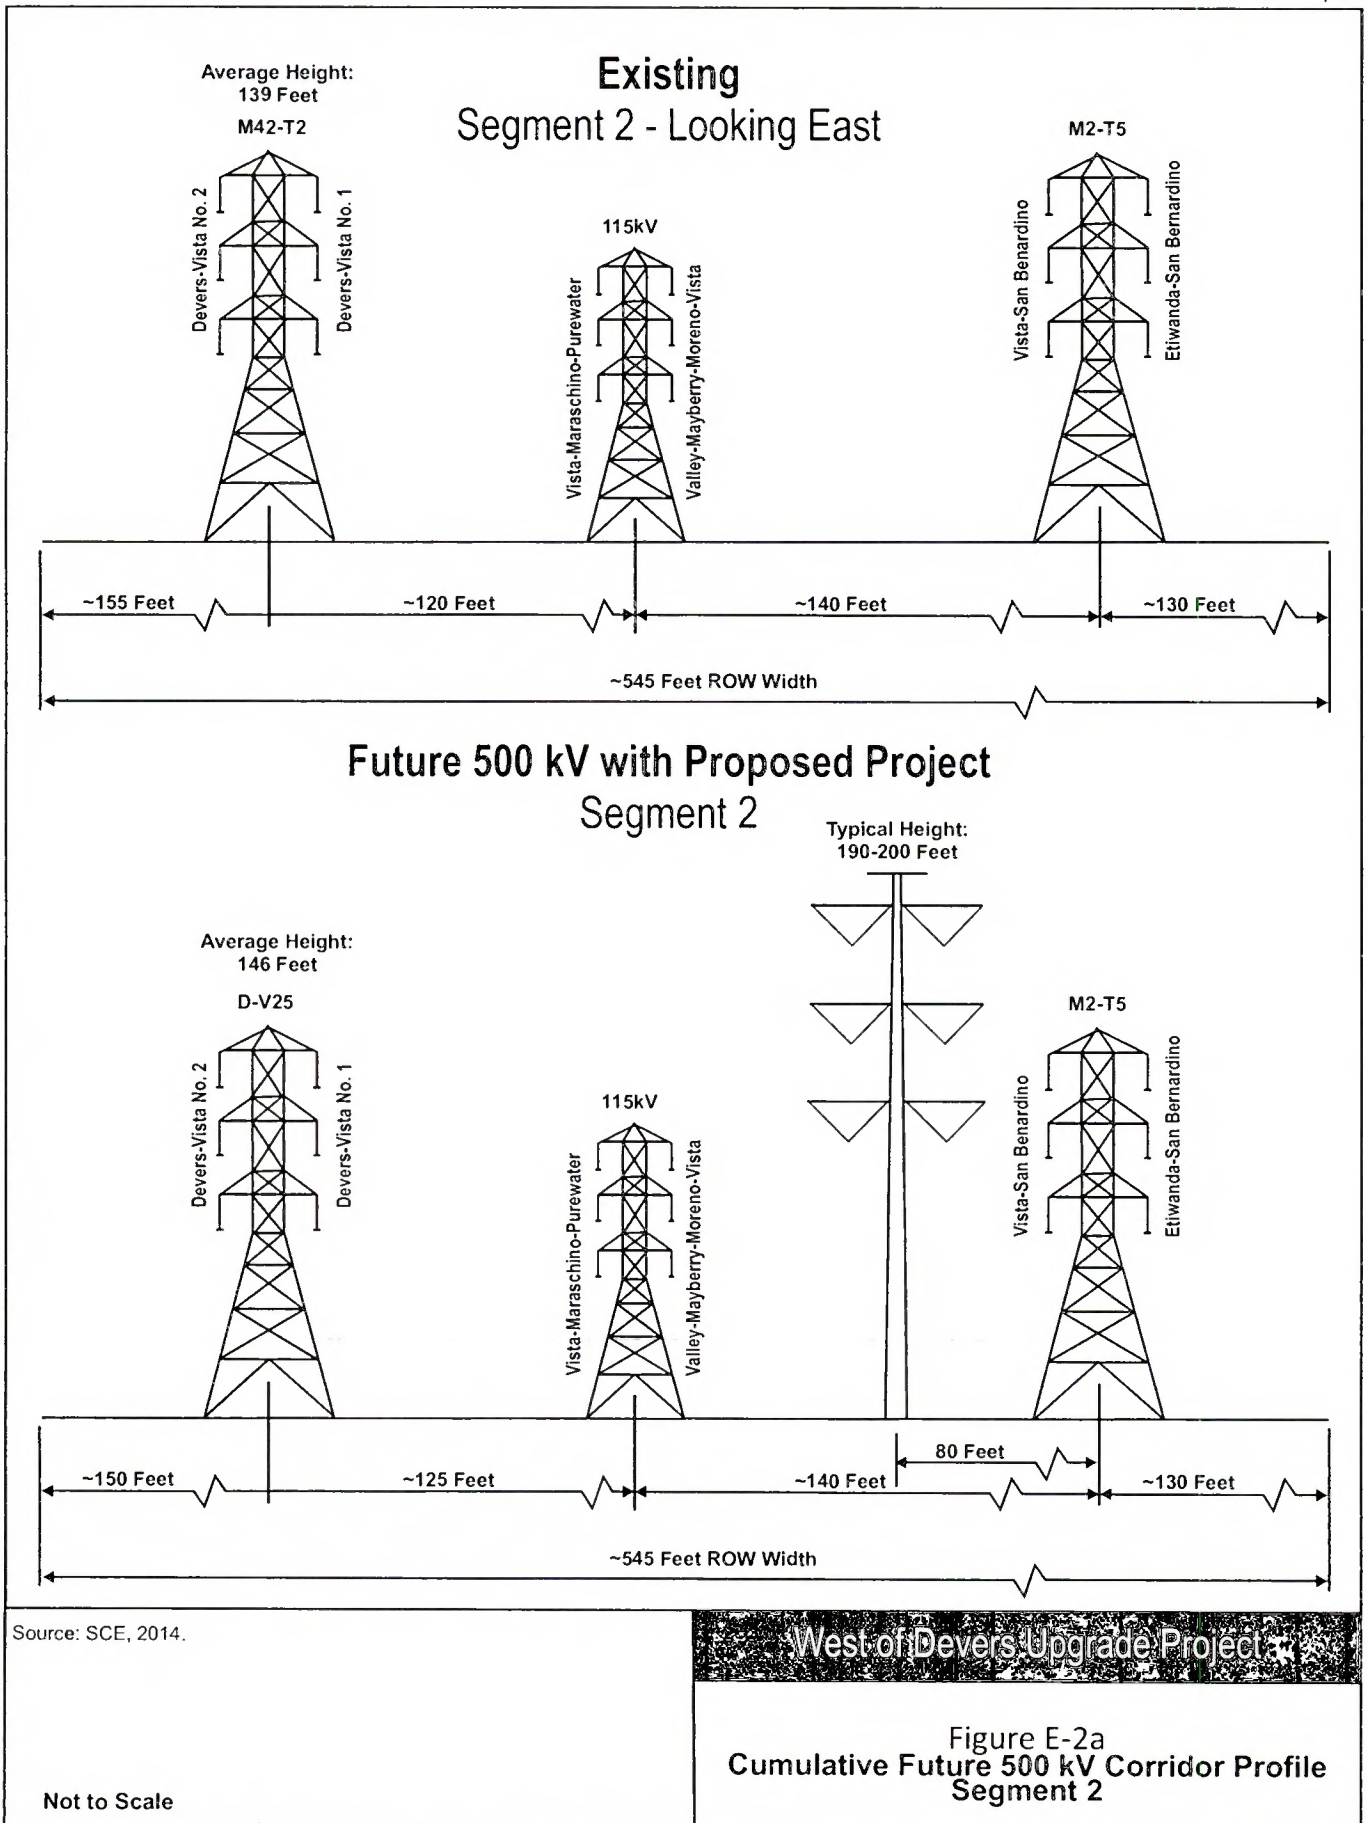 Existing
Segment 2 - Looking East
Average Height:
139 Feet
M42-T2
Devers-Vista No. 2
Devers-Vista No. 1
115kV
Vista-Maraschino-Purewater
Valley-Mayberry-Moreno-Vista
M2-T5
Vista-San Benardino
Etiwanda-San Bernardino
~155 Feet
~120 Feet
~140 Feet
~130 Feet
~545 Feet ROW Width
Future 500 kV with Proposed Project
Segment 2
Typical Height:
190-200 Feet
Average Height:
146 Feet
D-V25
Devers-Vista No. 2
Devers-Vista No. 1
115kV
Vista-Maraschino-Purewater
Valley-Mayberry-Moreno-Vista
M2-T5
Vista-San Benardino
Etiwanda-San Bernardino
80 Feet
~150 Feet
~125 Feet
~140 Feet
~130 Feet
~545 Feet ROW Width
Source: SCE, 2014.
Not to Scale
West of Devers Upgrade Project
Figure E-2a
Cumulative Future 500 kV Corridor Profile
Segment 2